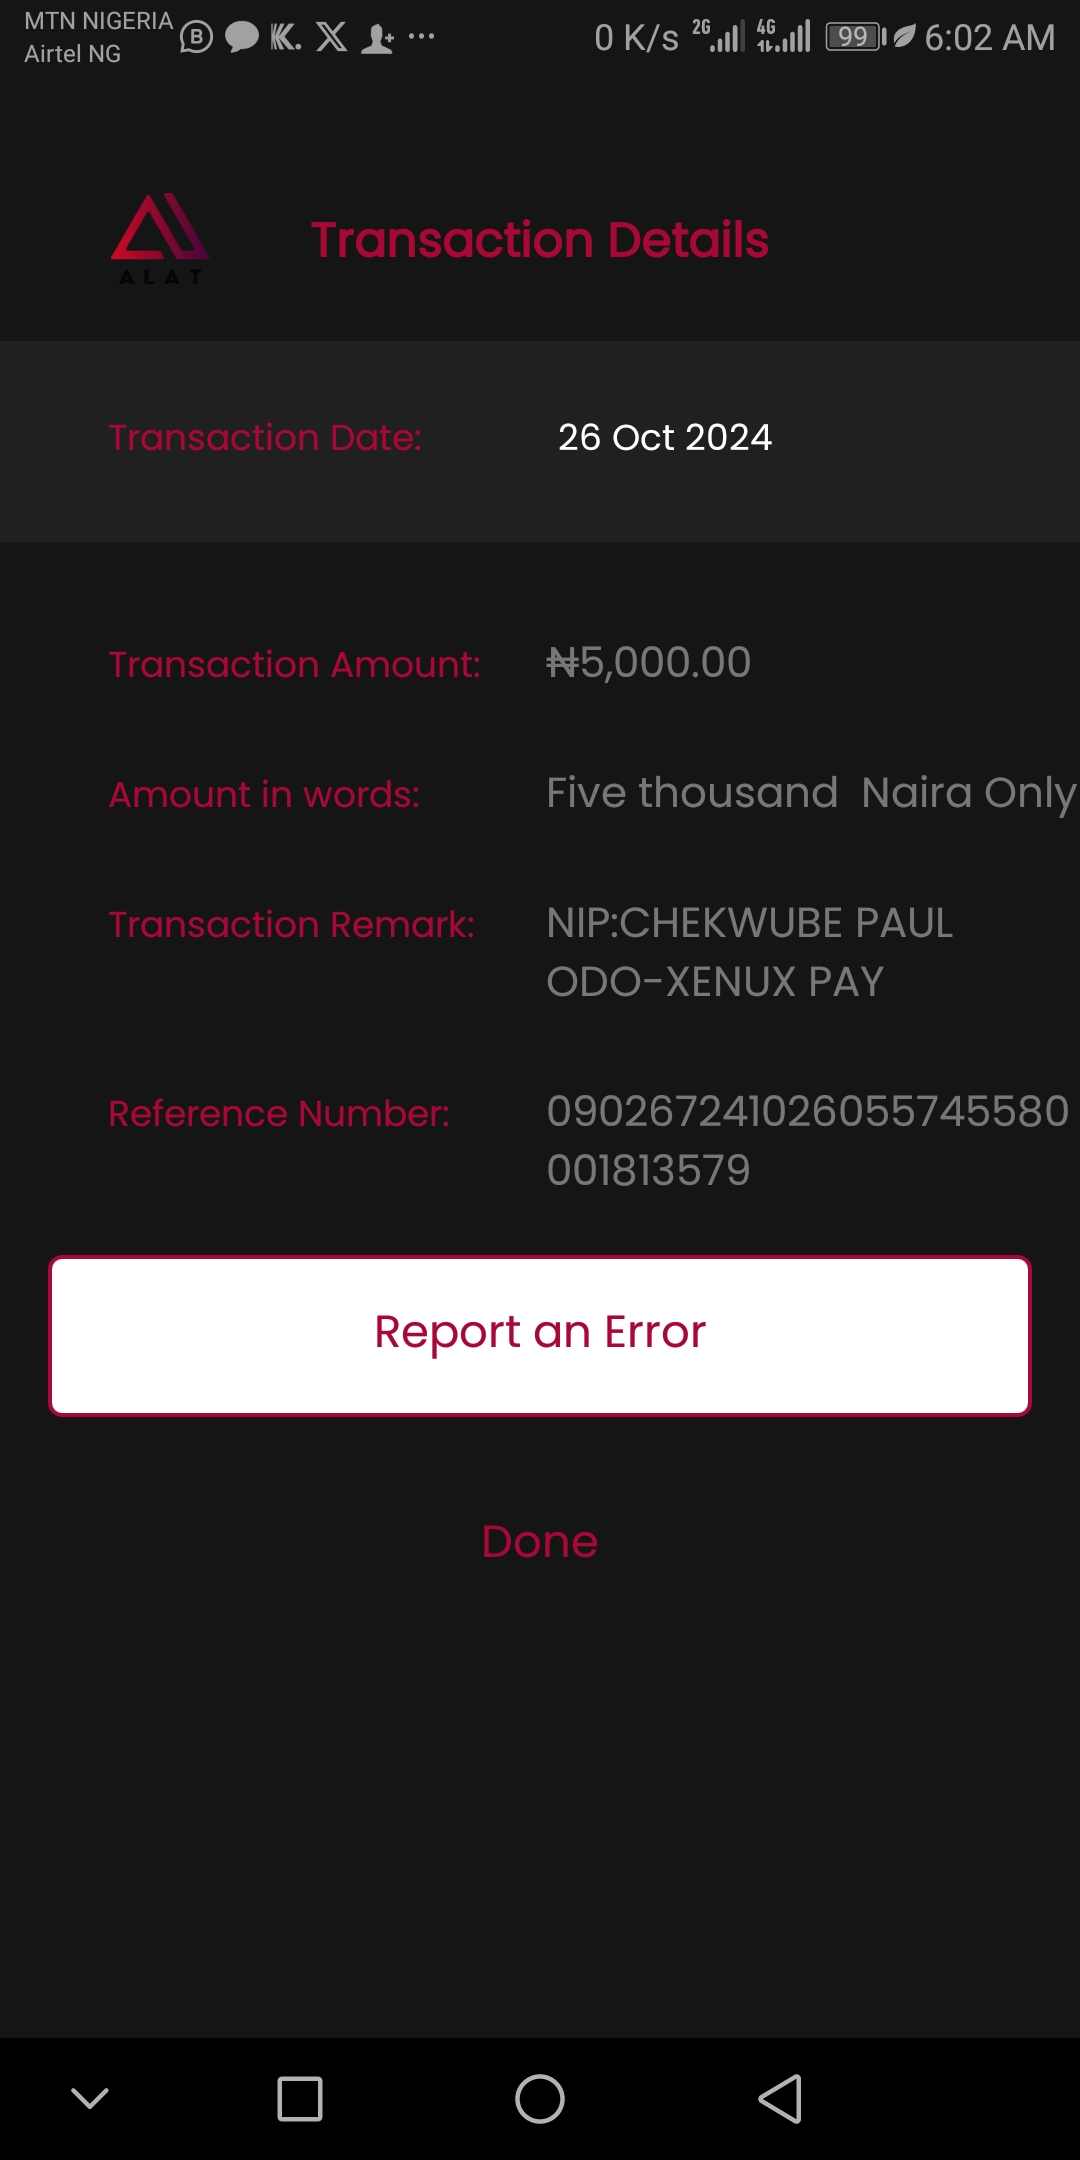 MTN NIGERIA
Airtel NG
0 K/s 2G 4G 99 6:02 AM
ALAT
Transaction Details
Transaction Date: 26 Oct 2024
Transaction Amount: ₦5,000.00
Amount in words: Five thousand  Naira Only
Transaction Remark: NIP:CHEKWUBE PAUL
ODO-XENUX PAY
Reference Number: 090267241026055745580
001813579
Report an Error
Done